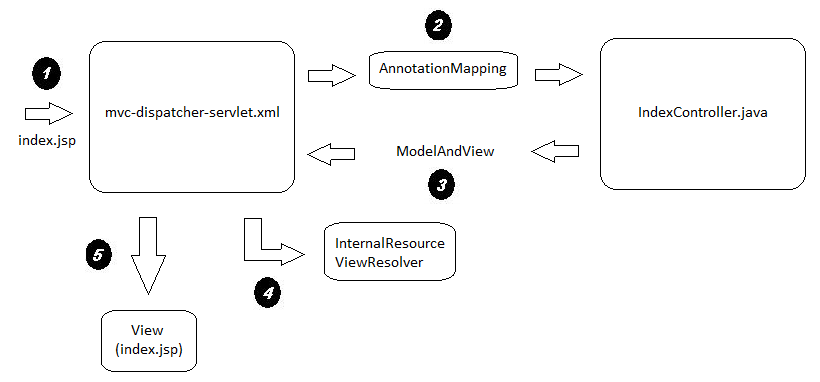 1
index.jsp
mvc-dispatcher-servlet.xml
2
AnnotationMapping
IndexController.java
ModelAndView
3
4
InternalResource
ViewResolver
5
View
(index.jsp)